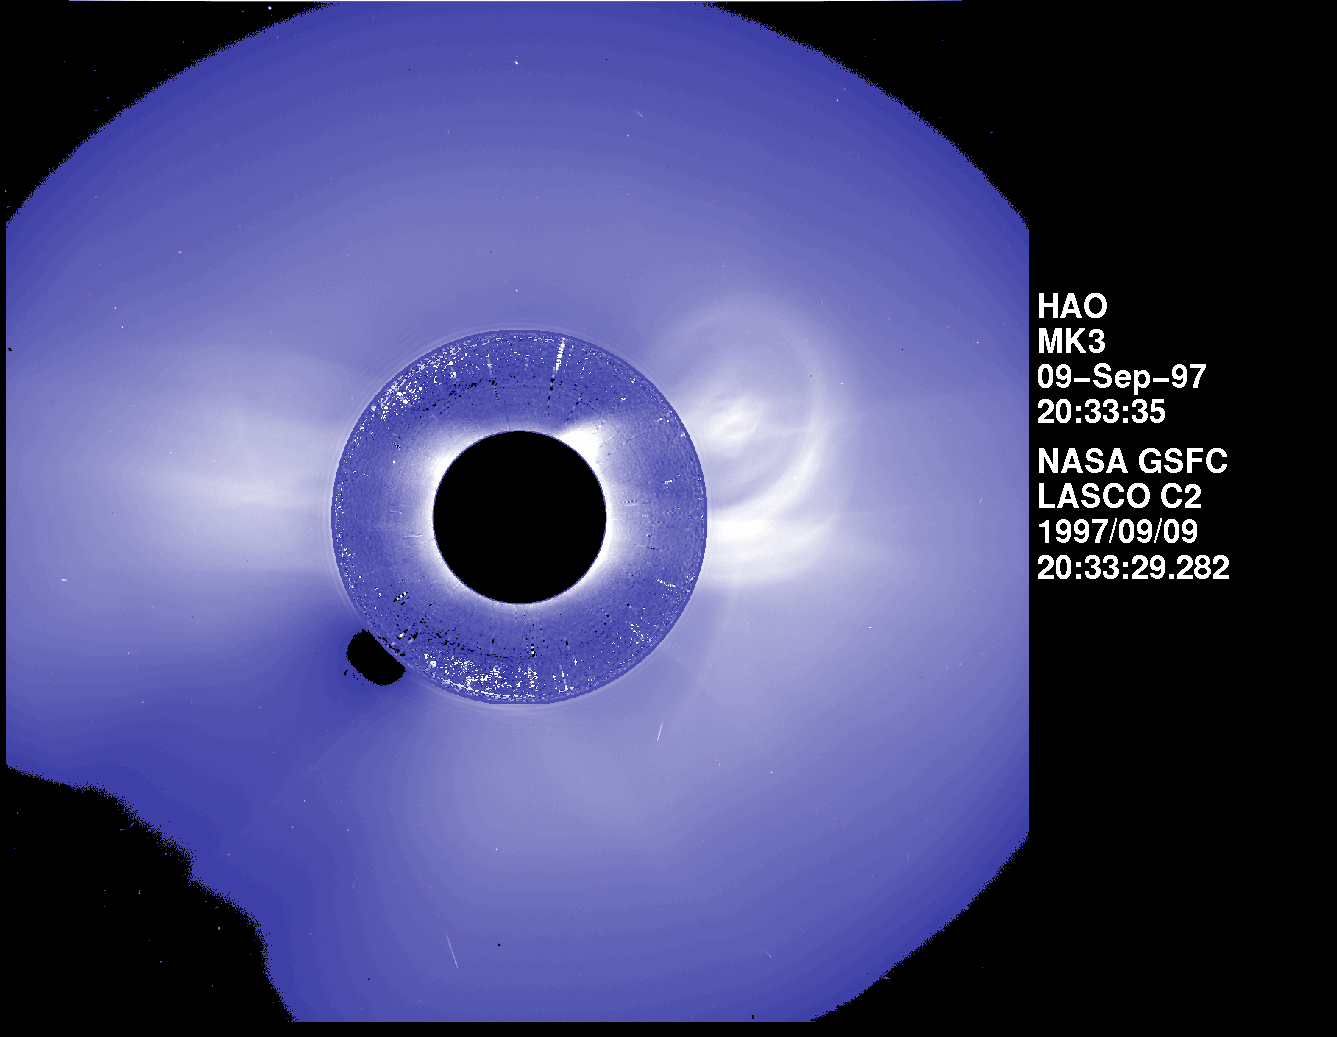 HAO
MK3
09-Sep-97
20:33:35
NASA GSFC
LASCO C2
1997/09/09
20:33:29.282